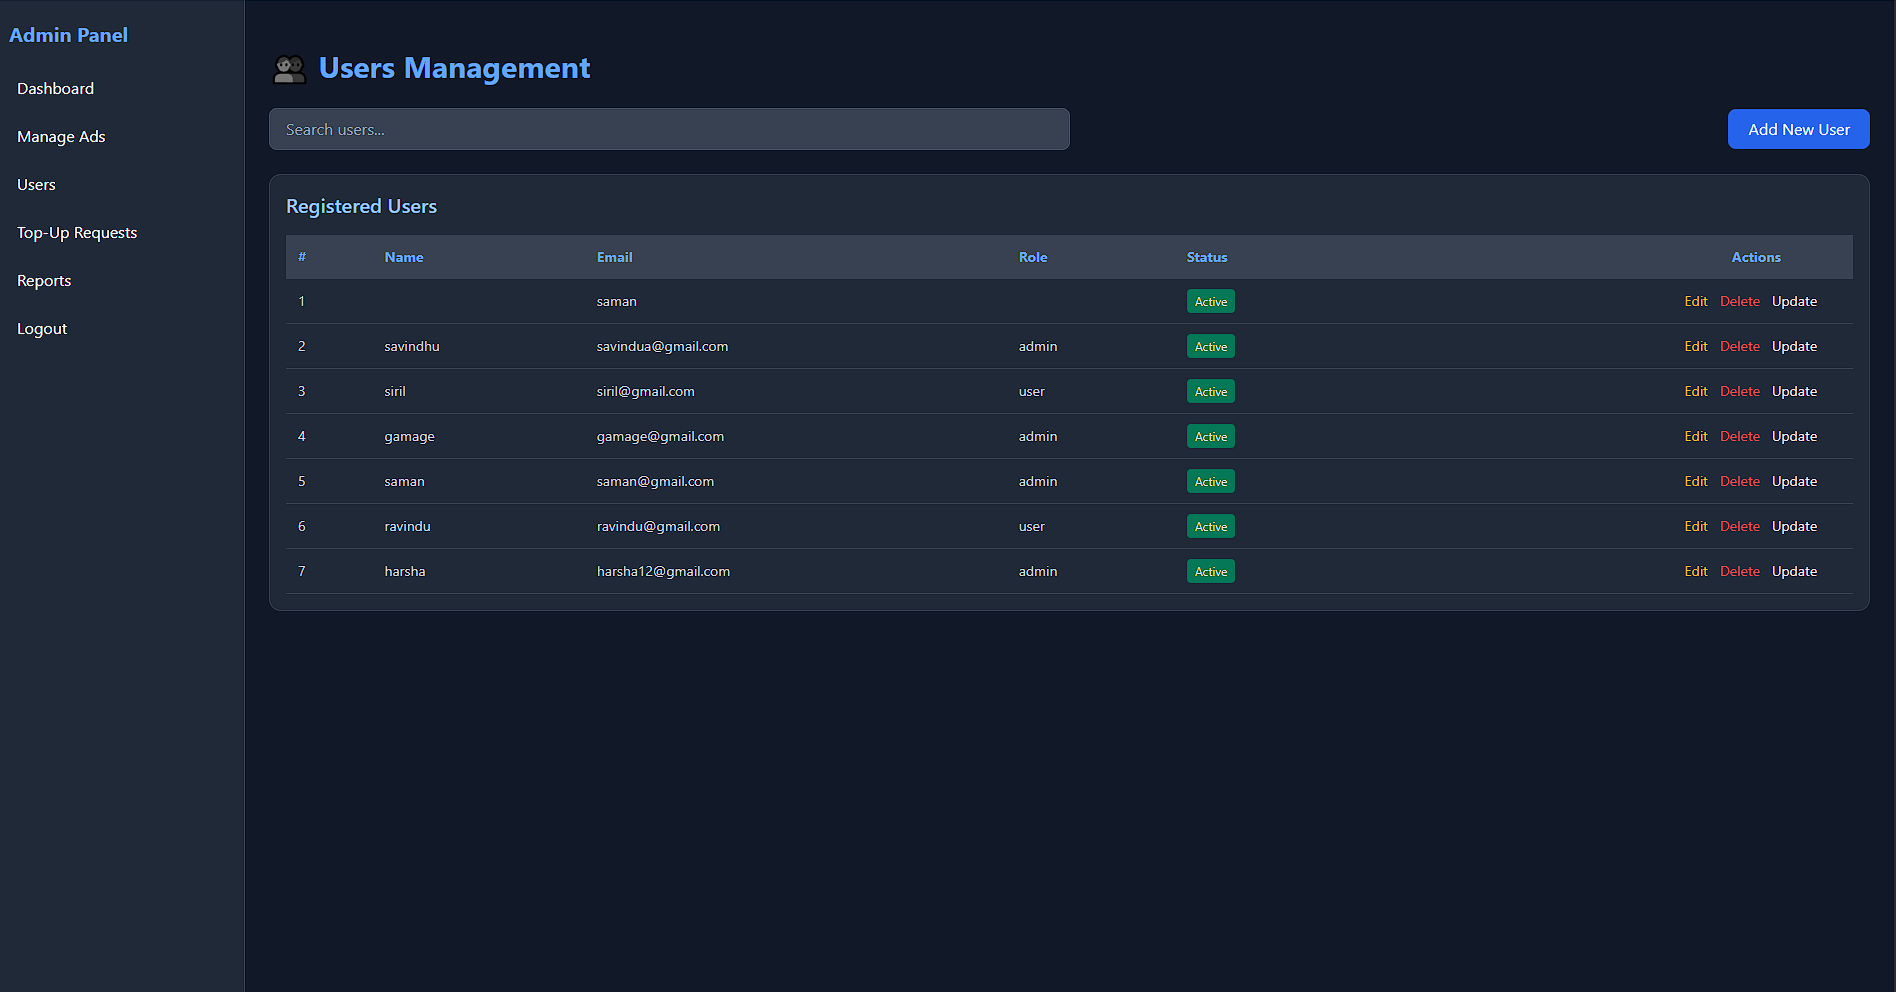 Admin Panel
Dashboard
Manage Ads
Users
Top-Up Requests
Reports
Logout
Users Management
Search users...
Add New User
Registered Users
# Name Email Role Status Actions
1 saman Active Edit Delete Update
2 savindhu savindua@gmail.com admin Active Edit Delete Update
3 siril siril@gmail.com user Active Edit Delete Update
4 gamage gamage@gmail.com admin Active Edit Delete Update
5 saman saman@gmail.com admin Active Edit Delete Update
6 ravindu ravindu@gmail.com user Active Edit Delete Update
7 harsha harsha12@gmail.com admin Active Edit Delete Update